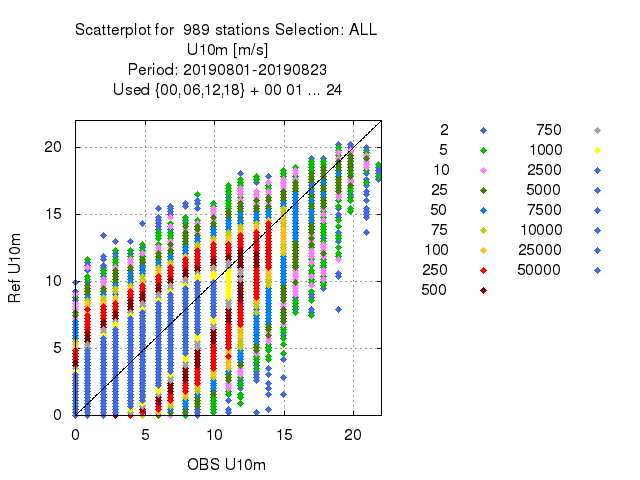 Scatterplot for 989 stations Selection: ALL
U10m [m/s]
Period: 20190801-20190823
Used {00,06,12,18} + 00 01 ... 24
Ref U10m
20
15
10
5
0
0 5 10 15 20
OBS U10m
2 750
5 1000
10 2500
25 5000
50 7500
75 10000
100 25000
250 50000
500